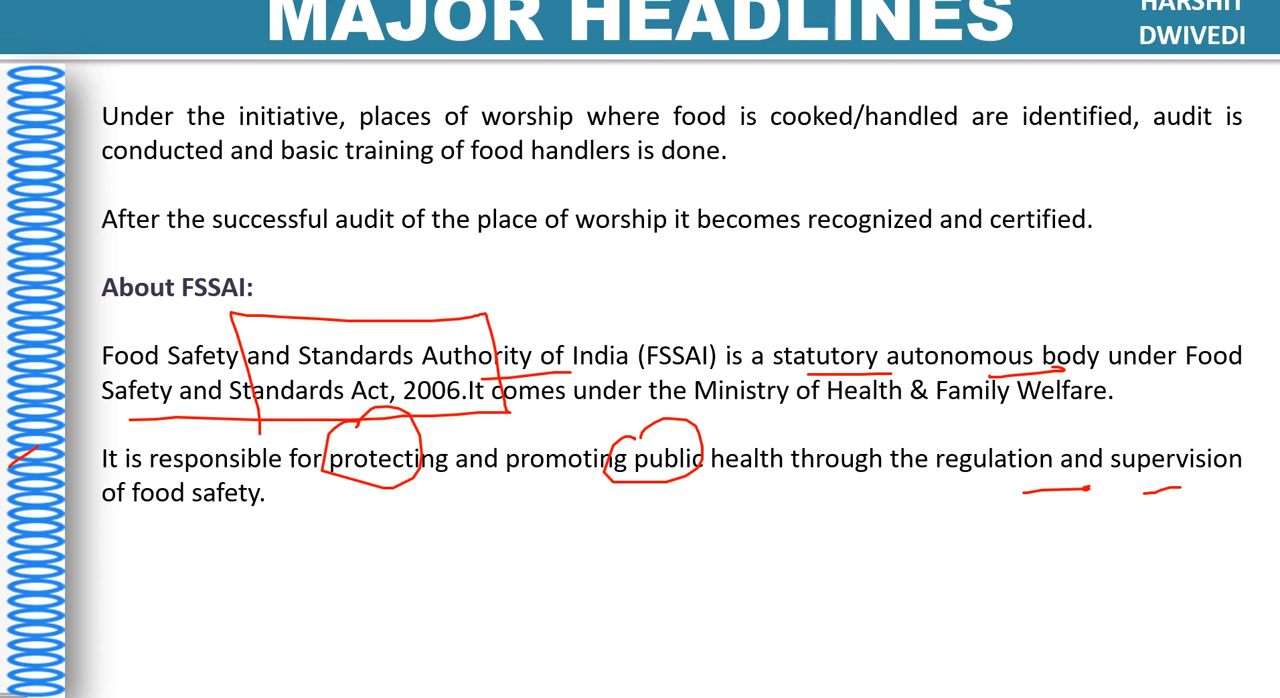 MAJOR HEADLINES
HARSHIT
DWIVEDI
Under the initiative, places of worship where food is cooked/handled are identified, audit is
conducted and basic training of food handlers is done.
After the successful audit of the place of worship it becomes recognized and certified.
About FSSAI:
Food Safety and Standards Authority of India (FSSAI) is a statutory autonomous body under Food
Safety and Standards Act, 2006.It comes under the Ministry of Health & Family Welfare.
It is responsible for protecting and promoting public health through the regulation and supervision
of food safety.